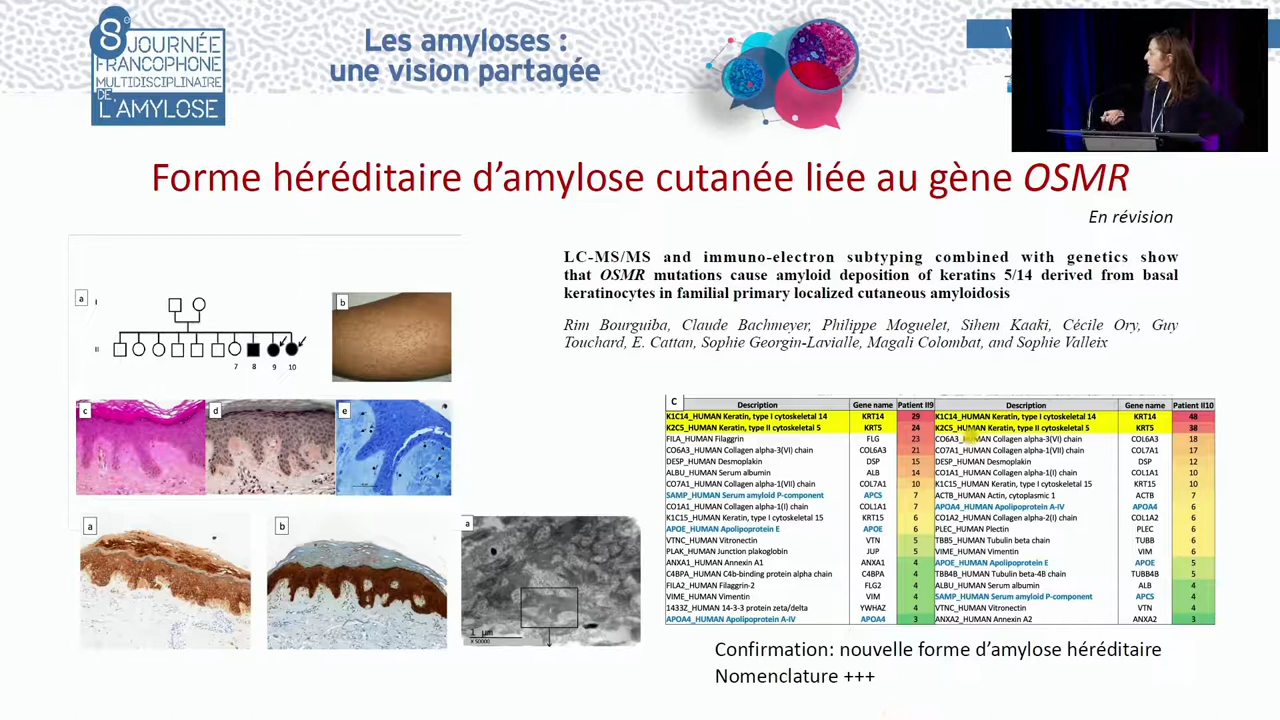 8e
JOURNÉE
FRANCOPHONE
MULTIDISCIPLINAIRE
DE
L'AMYLOSE
Les amyloses :
une vision partagée
Forme héréditaire d'amylose cutanée liée au gène OSMR
En révision
LC-MS/MS and immuno-electron subtyping combined with genetics show
that OSMR mutations cause amyloid deposition of keratins 5/14 derived from basal
keratinocytes in familial primary localized cutaneous amyloidosis
Rim Bourguiba, Claude Bachmeyer, Philippe Moguelet, Sihem Kaaki, Cécile Ory, Guy
Touchard, E. Cattan, Sophie Georgin-Lavialle, Magali Colombat, and Sophie Valleix
a I
II
7 8 9 10
b
c d e
a b a
1 µm
X 50000
C
Description Gene name Patient II9 Description Gene name Patient II10
K1C14_HUMAN Keratin, type I cytoskeletal 14 KRT14 29 K1C14_HUMAN Keratin, type I cytoskeletal 14 KRT14 48
K2C5_HUMAN Keratin, type II cytoskeletal 5 KRT5 24 K2C5_HUMAN Keratin, type II cytoskeletal 5 KRT5 38
FILA_HUMAN Filaggrin FLG 23 CO6A3_HUMAN Collagen alpha-3(VI) chain COL6A3 18
CO6A3_HUMAN Collagen alpha-3(VI) chain COL6A3 21 CO7A1_HUMAN Collagen alpha-1(VII) chain COL7A1 17
DESP_HUMAN Desmoplakin DSP 15 DESP_HUMAN Desmoplakin DSP 12
ALBU_HUMAN Serum albumin ALB 14 CO1A1_HUMAN Collagen alpha-1(I) chain COL1A1 10
CO7A1_HUMAN Collagen alpha-1(VII) chain COL7A1 10 K1C15_HUMAN Keratin, type I cytoskeletal 15 KRT15 10
SAMP_HUMAN Serum amyloid P-component APCS 7 ACTB_HUMAN Actin, cytoplasmic 1 ACTB 7
CO1A1_HUMAN Collagen alpha-1(I) chain COL1A1 7 APOA4_HUMAN Apolipoprotein A-IV APOA4 6
K1C15_HUMAN Keratin, type I cytoskeletal 15 KRT15 6 CO1A2_HUMAN Collagen alpha-2(I) chain COL1A2 6
APOE_HUMAN Apolipoprotein E APOE 6 PLEC_HUMAN Plectin PLEC 6
VTNC_HUMAN Vitronectin VTN 5 TBB5_HUMAN Tubulin beta chain TUBB 6
PLAK_HUMAN Junction plakoglobin JUP 5 VIME_HUMAN Vimentin VIM 6
ANXA1_HUMAN Annexin A1 ANXA1 4 APOE_HUMAN Apolipoprotein E APOE 5
C4BPA_HUMAN C4b-binding protein alpha chain C4BPA 4 TBB4B_HUMAN Tubulin beta-4B chain TUBB4B 5
FILA2_HUMAN Filaggrin-2 FLG2 4 ALBU_HUMAN Serum albumin ALB 4
VIME_HUMAN Vimentin VIM 4 SAMP_HUMAN Serum amyloid P-component APCS 4
1433Z_HUMAN 14-3-3 protein zeta/delta YWHAZ 4 VTNC_HUMAN Vitronectin VTN 4
APOA4_HUMAN Apolipoprotein A-IV APOA4 3 ANXA2_HUMAN Annexin A2 ANXA2 3
Confirmation: nouvelle forme d'amylose héréditaire
Nomenclature +++